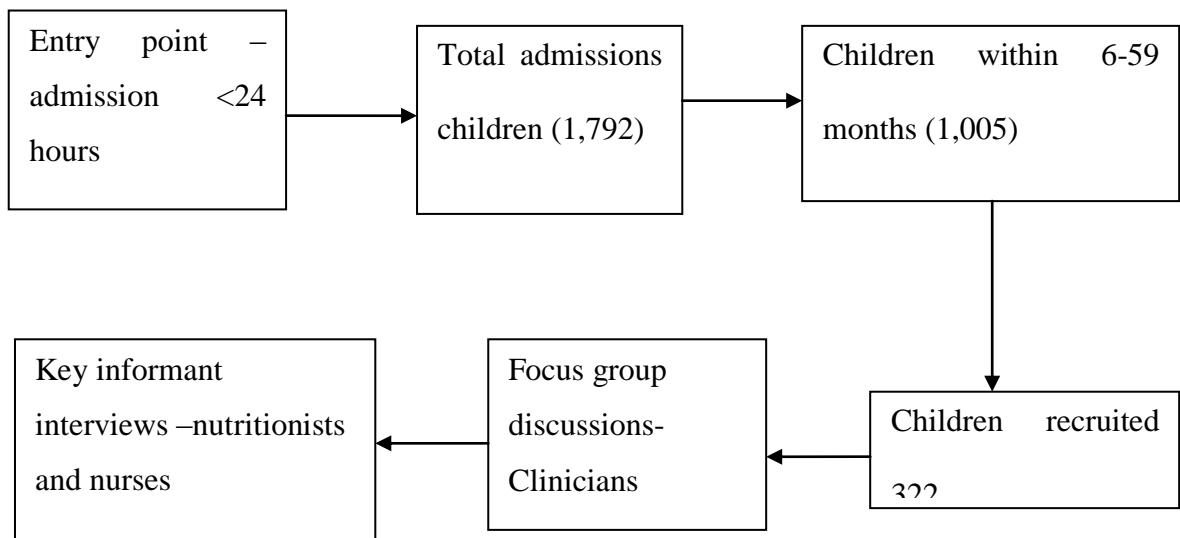 Entry point –
admission <24
hours
Total admissions
children (1,792)
Children within 6-59
months (1,005)
Children recruited
322
Focus group
discussions-
Clinicians
Key informant
interviews –nutritionists
and nurses